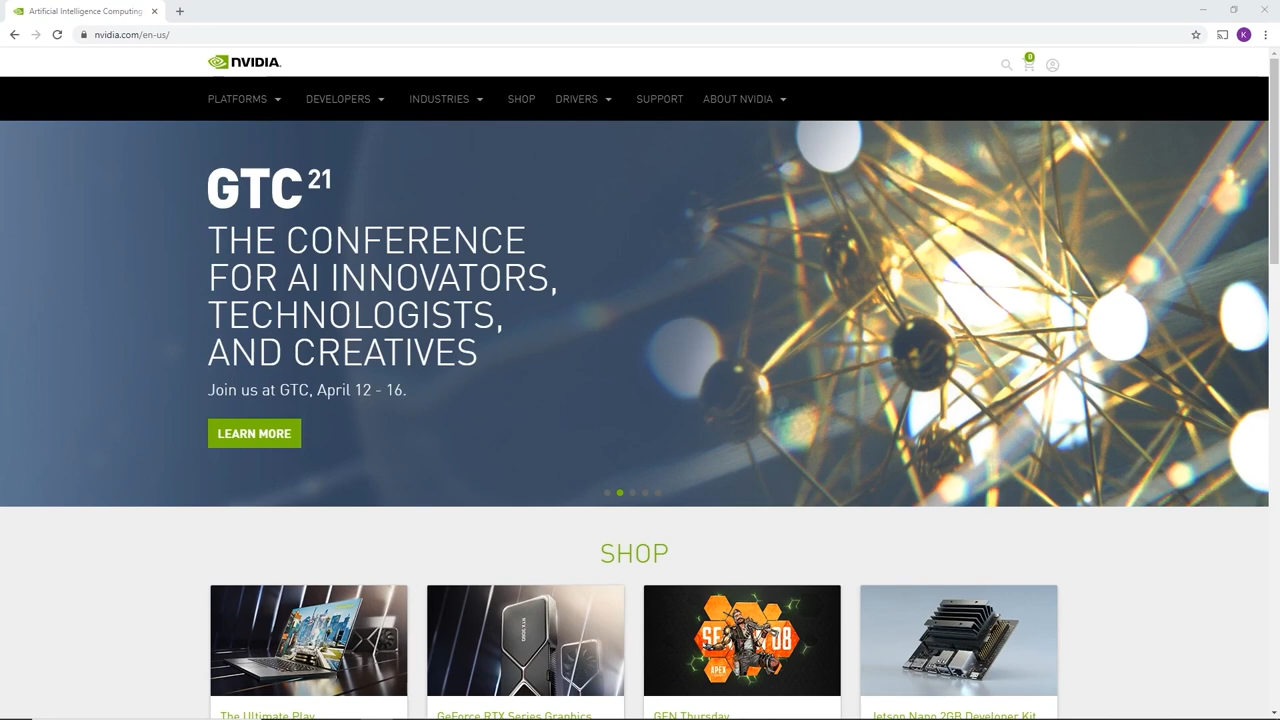 Artificial Intelligence Computing
nvidia.com/en-us/
K
NVIDIA.
0
PLATFORMS DEVELOPERS INDUSTRIES SHOP DRIVERS SUPPORT ABOUT NVIDIA
GTC 21
THE CONFERENCE
FOR AI INNOVATORS,
TECHNOLOGISTS,
AND CREATIVES
Join us at GTC, April 12 - 16.
LEARN MORE
SHOP
APEX
The Ultimate Play
GeForce RTX Series Graphics
GFN Thursday
Jetson Nano 2GB Developer Kit